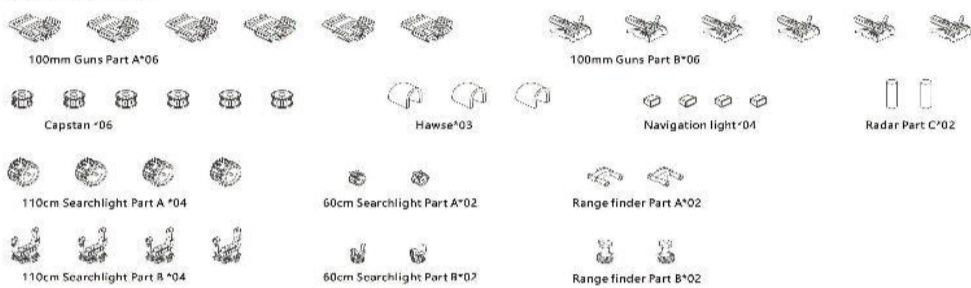 100mm Guns Part A*06
100mm Guns Part B*06
Capstan *06
Hawse*03
Navigation light*04
Radar Part C*02
110cm Searchlight Part A *04
60cm Searchlight Part A*02
Range finder Part A*02
110cm Searchlight Part B *04
60cm Searchlight Part B*02
Range finder Part B*02